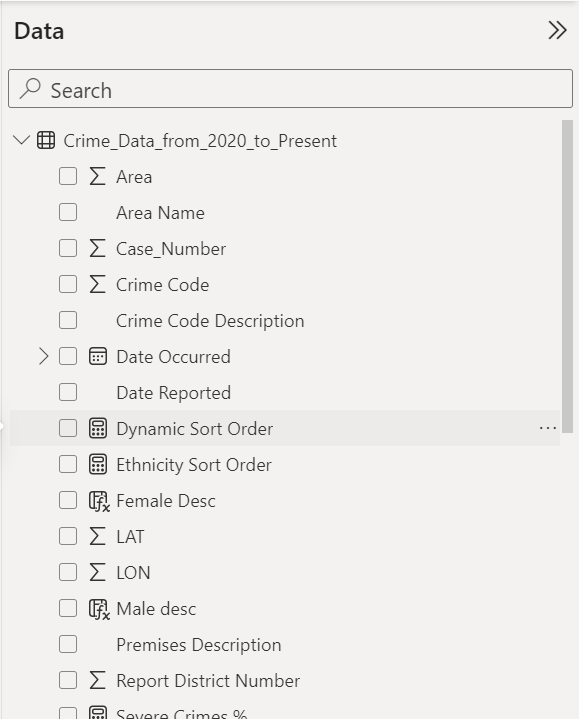 Data
Search
Crime_Data_from_2020_to_Present
Area
Area Name
Case_Number
Crime Code
Crime Code Description
Date Occurred
Date Reported
Dynamic Sort Order
Ethnicity Sort Order
Female Desc
LAT
LON
Male desc
Premises Description
Report District Number
Severe Crimes %